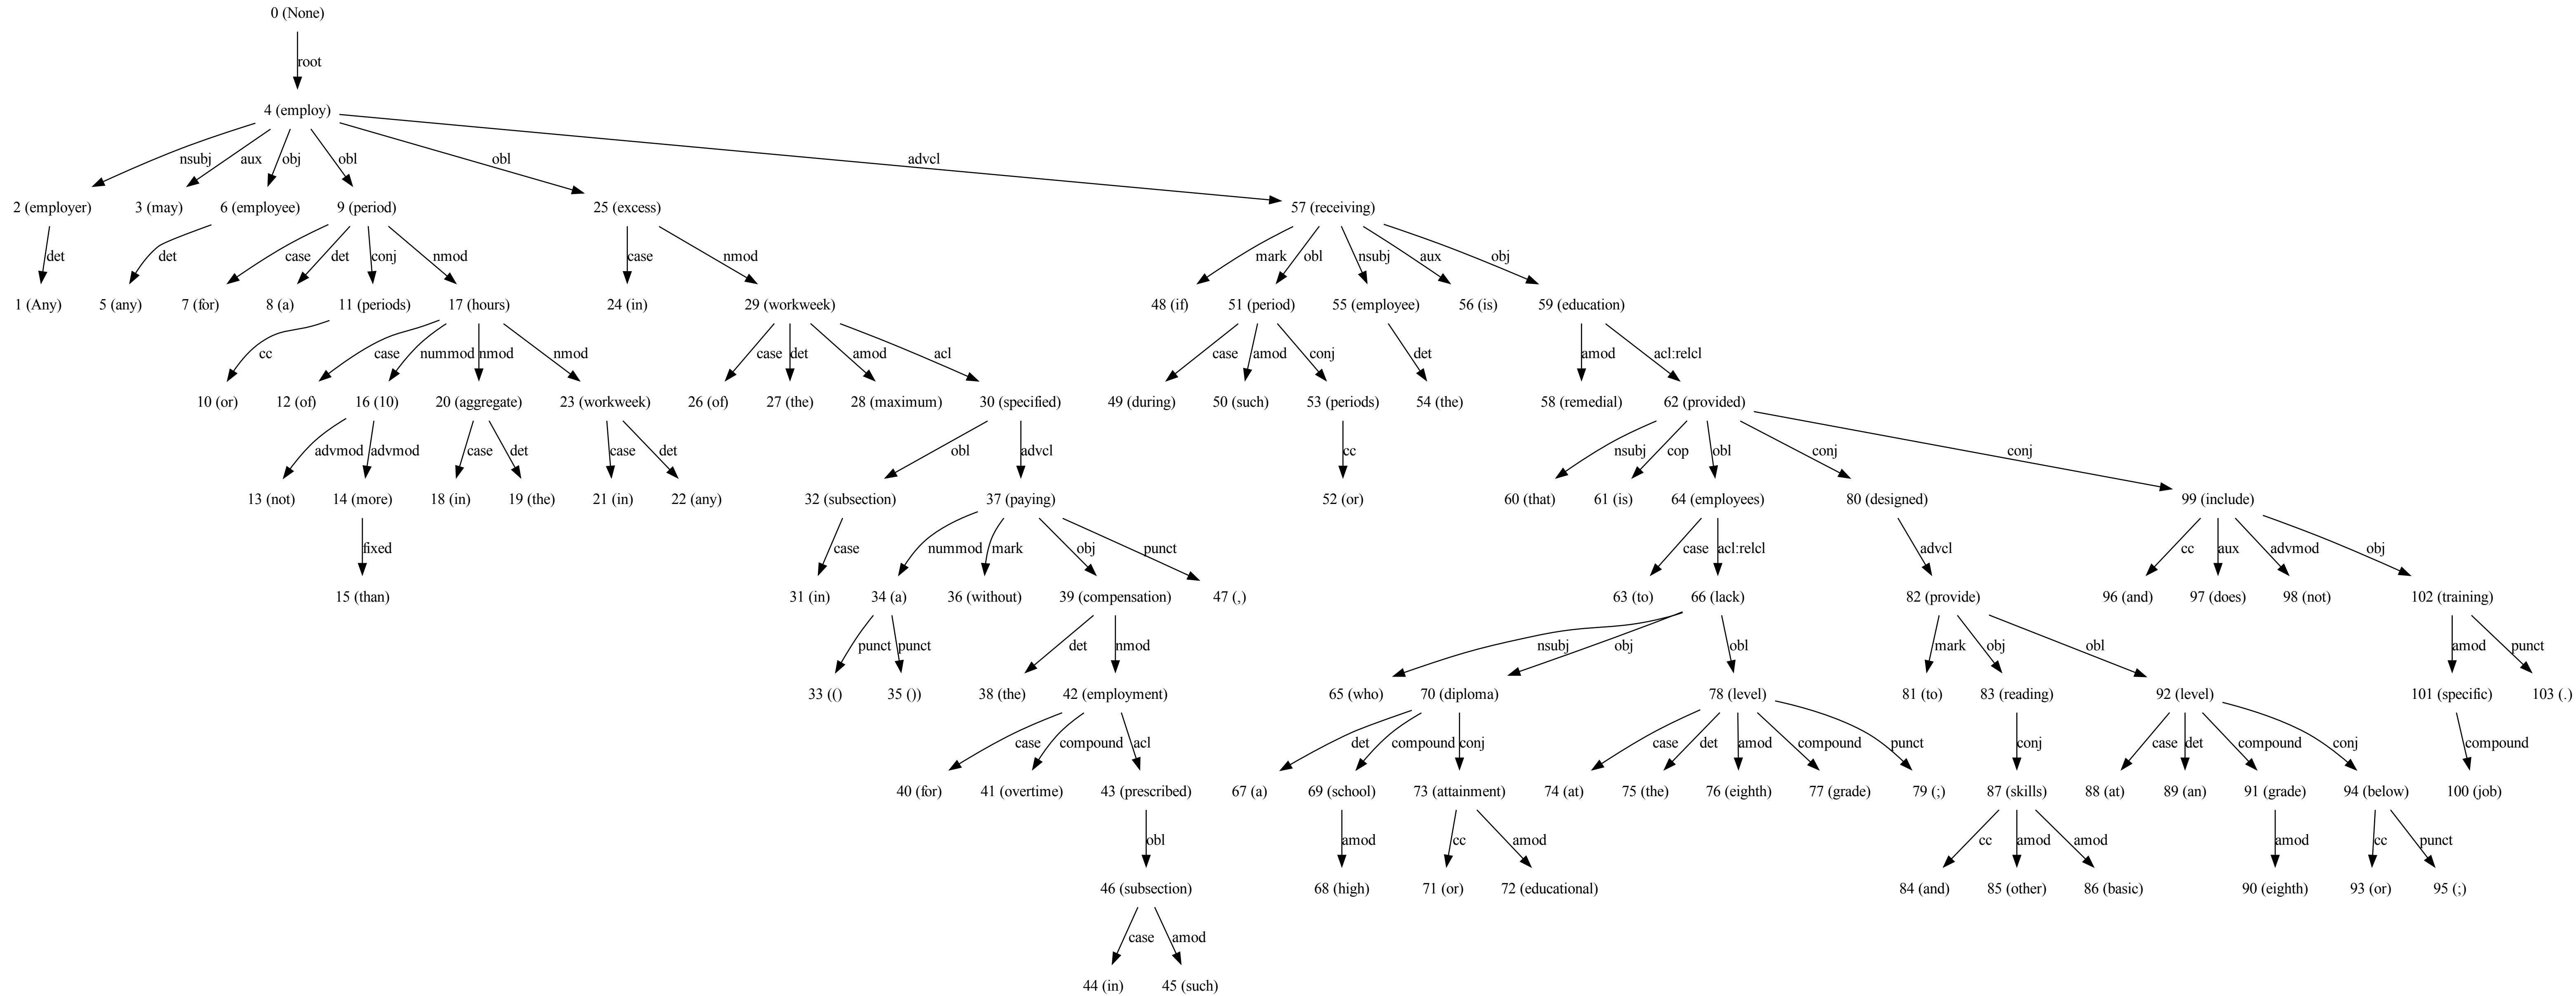 0 (None)
root
4 (employ)
nsubj aux obj obl obl advcl
2 (employer) 3 (may) 6 (employee) 9 (period) 25 (excess) 57 (receiving)
det det case det conj nmod case nmod mark obl nsubj aux obj
1 (Any) 5 (any) 7 (for) 8 (a) 11 (periods) 17 (hours) 24 (in) 29 (workweek) 48 (if) 51 (period) 55 (employee) 56 (is) 59 (education)
cc case nummod nmod nmod case det amod acl case amod conj det amod acl:relcl
10 (or) 12 (of) 16 (10) 20 (aggregate) 23 (workweek) 26 (of) 27 (the) 28 (maximum) 30 (specified) 49 (during) 50 (such) 53 (periods) 54 (the) 58 (remedial) 62 (provided)
advmod advmod case det case det obl advcl cc nsubj cop obl conj conj
13 (not) 14 (more) 18 (in) 19 (the) 21 (in) 22 (any) 32 (subsection) 37 (paying) 52 (or) 60 (that) 61 (is) 64 (employees) 80 (designed) 99 (include)
fixed case nummod mark obj punct case acl:relcl advcl cc aux advmod obj
15 (than) 31 (in) 34 (a) 36 (without) 39 (compensation) 47 (,) 63 (to) 66 (lack) 82 (provide) 96 (and) 97 (does) 98 (not) 102 (training)
punct punct det nmod nsubj obj obl mark obj obl amod punct
33 (() 35 ()) 38 (the) 42 (employment) 65 (who) 70 (diploma) 78 (level) 81 (to) 83 (reading) 92 (level) 101 (specific) 103 (.)
case compound acl det compound conj case det amod compound punct conj case det compound conj compound
40 (for) 41 (overtime) 43 (prescribed) 67 (a) 69 (school) 73 (attainment) 74 (at) 75 (the) 76 (eighth) 77 (grade) 79 (;) 87 (skills) 88 (at) 89 (an) 91 (grade) 94 (below) 100 (job)
obl amod cc amod cc amod amod amod cc punct
46 (subsection) 68 (high) 71 (or) 72 (educational) 84 (and) 85 (other) 86 (basic) 90 (eighth) 93 (or) 95 (;)
case amod
44 (in) 45 (such)